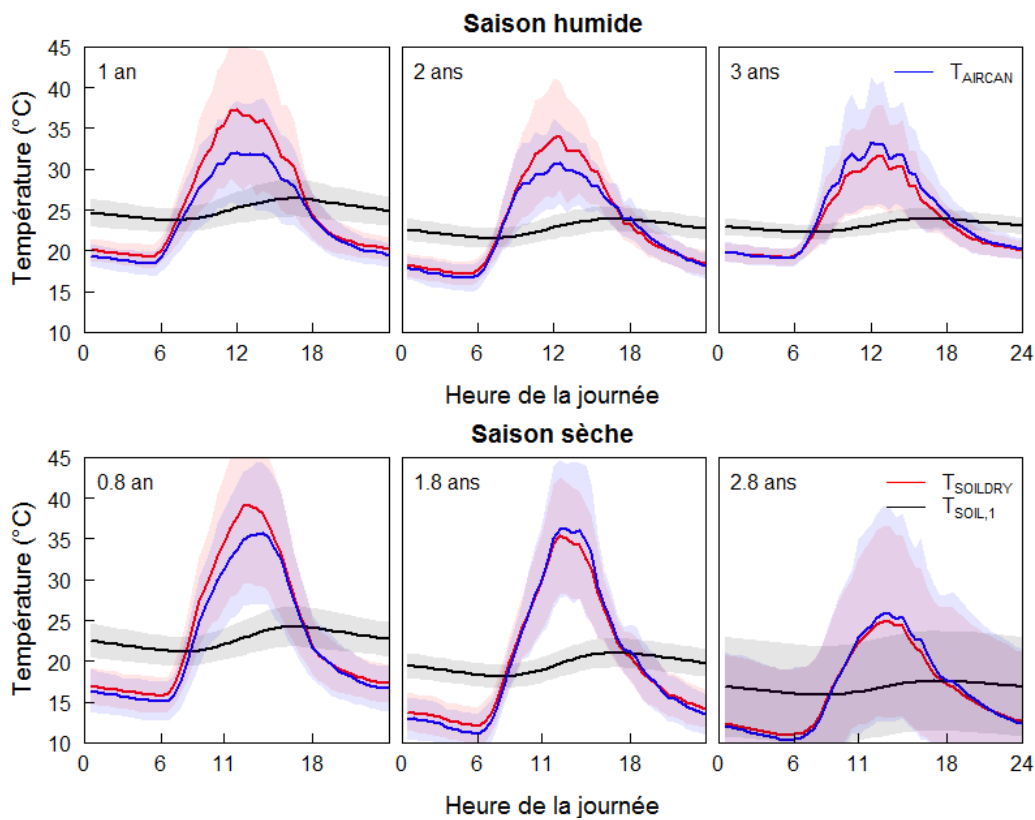 Saison humide
Température (°C)
45
40
35
30
25
20
15
10
1 an
2 ans
3 ans
T_AIRCAN
0 6 12 18 0 6 12 18 0 6 12 18 24
Heure de la journée
Saison sèche
Température (°C)
45
40
35
30
25
20
15
10
0.8 an
1.8 ans
2.8 ans
T_SOILDRY
T_SOIL,1
0 6 11 18 0 6 11 18 0 6 11 18 24
Heure de la journée